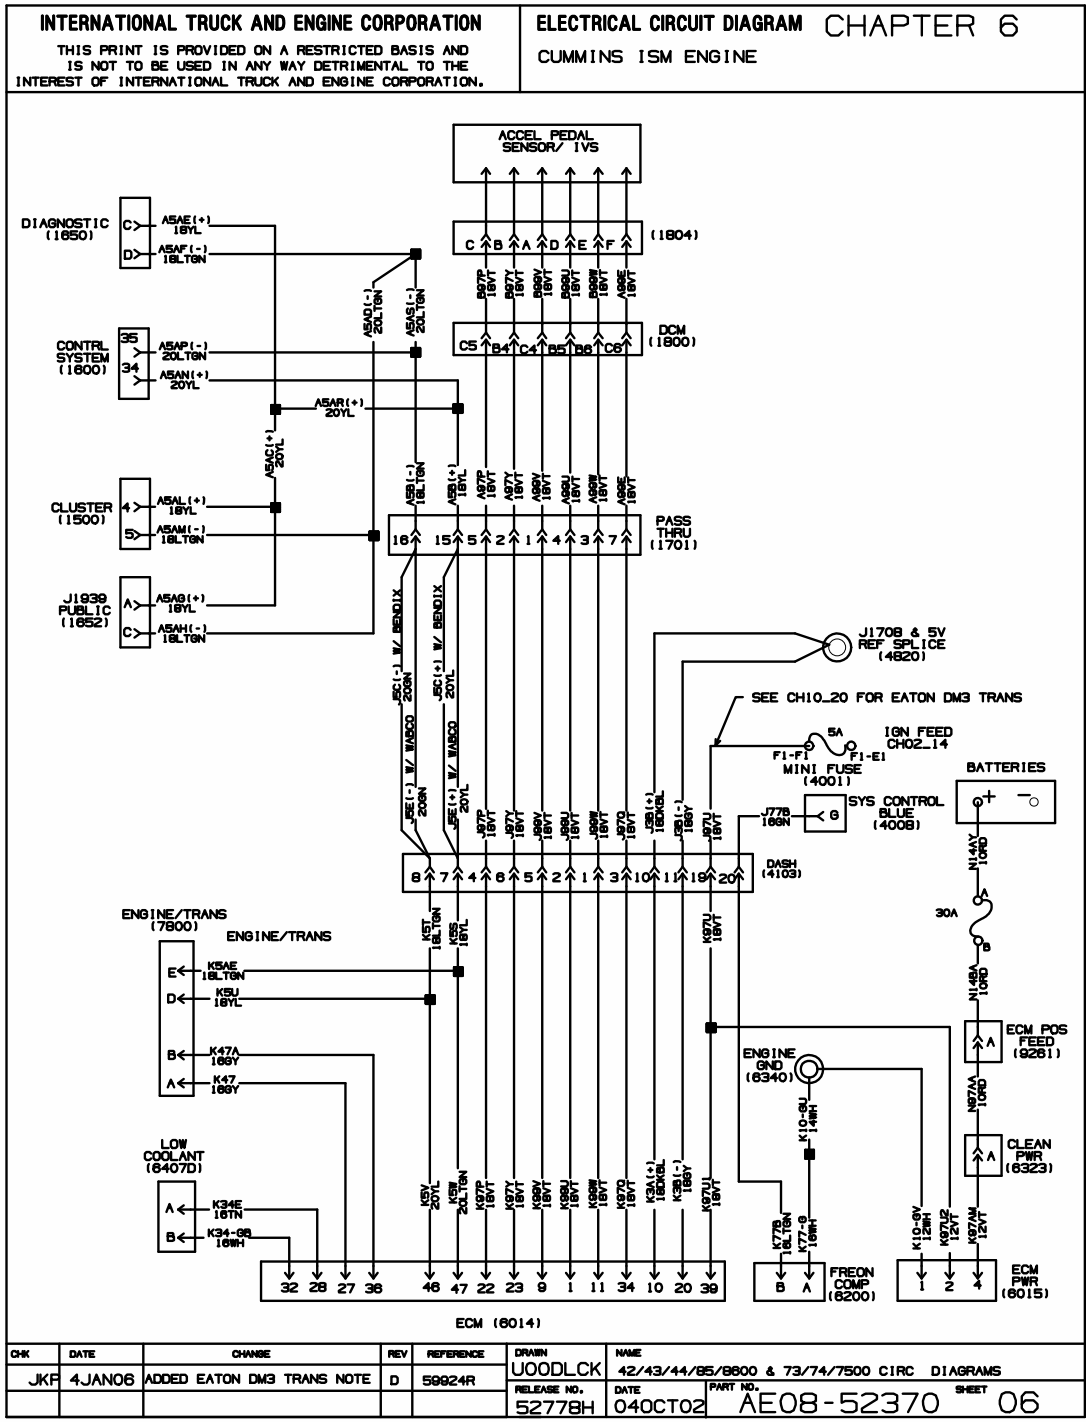 INTERNATIONAL TRUCK AND ENGINE CORPORATION
THIS PRINT IS PROVIDED ON A RESTRICTED BASIS AND
IS NOT TO BE USED IN ANY WAY DETRIMENTAL TO THE
INTEREST OF INTERNATIONAL TRUCK AND ENGINE CORPORATION.
ELECTRICAL CIRCUIT DIAGRAM CHAPTER 6
CUMMINS ISM ENGINE
ACCEL PEDAL
SENSOR/ IVS
DIAGNOSTIC
(1650)
C
A5AE(+)
18YL
D
A5AF(-)
18LTGN
C B A D E F
(1804)
A5AD(-)
20LTGN
A5AS(-)
20LTGN
B97P
18VT
B97Y
18VT
B99V
18VT
B99U
18VT
B99W
18VT
A99E
18VT
CONTRL
SYSTEM
(1600)
35
A5AP(-)
20LTGN
34
A5AN(+)
20YL
C5 B4 C4 B5 B6 C6
DCM
(1800)
A5AR(+)
20YL
A5AC(+)
20YL
A5B(-)
18LTGN
A5B(+)
18YL
A97P
18VT
A97Y
18VT
A99V
18VT
A99U
18VT
A99W
18VT
A99E
18VT
CLUSTER
(1500)
4
A5AL(+)
18YL
5
A5AM(-)
18LTGN
16 15 5 2 1 4 3 7
PASS
THRU
(1701)
J1939
PUBLIC
(1652)
A
A5AG(+)
18YL
C
A5AH(-)
18LTGN
J5C(-) W/ BENDIX
20GN
J5C(+) W/ BENDIX
20YL
J5E(-) W/ WABCO
20GN
J5E(+) W/ WABCO
20YL
J1708 & 5V
REF SPLICE
(4820)
SEE CH10_20 FOR EATON DM3 TRANS
5A
IGN FEED
CH02_14
F1-F1
F1-E1
MINI FUSE
(4001)
BATTERIES
+ -
J77B
16GN
G
SYS CONTROL
BLUE
(4008)
J97P
18VT
J97Y
18VT
J99V
18VT
J99U
18VT
J99W
18VT
J97Q
18VT
J3B(+)
16DKBL
J3B(-)
18GY
J97U
18VT
N14AY
10RD
8 7 4 6 5 2 1 3 10 11 19 20
DASH
(4103)
30A
A
B
N14BA
10RD
ENGINE/TRANS
(7800)
ENGINE/TRANS
K5T
18LTGN
K5S
18YL
K97U
18VT
E
K5AE
18LTGN
D
K5U
18YL
B
K47A
16GY
A
K47
16GY
ENGINE
GND
(6340)
A
ECM POS
FEED
(9261)
N97AA
10RD
K10-GU
14WH
A
CLEAN
PWR
(6323)
LOW
COOLANT
(6407D)
A
K34E
16TN
B
K34-GB
16WH
K5V
20YL
K5W
20LTGN
K97P
18VT
K97Y
18VT
K99V
18VT
K99U
18VT
K99W
18VT
K97Q
18VT
K3A(+)
18DKBL
K3B(-)
18GY
K97U1
18VT
K77B
16LTGN
K77-G
16WH
K10-GV
12WH
K97U2
12VT
K97AM
12VT
32 28 27 36 46 47 22 23 9 1 11 34 10 20 39
B A
FREON
COMP
(6200)
1 2 4
ECM
PWR
(6015)
ECM (6014)
CHK DATE CHANGE REV REFERENCE
JKP 4JAN06 ADDED EATON DM3 TRANS NOTE D 59924R
DRAWN
U00DLCK
NAME
42/43/44/85/8600 & 73/74/7500 CIRC DIAGRAMS
RELEASE NO.
52778H
DATE
04OCT02
PART NO.
AE08-52370
SHEET
06